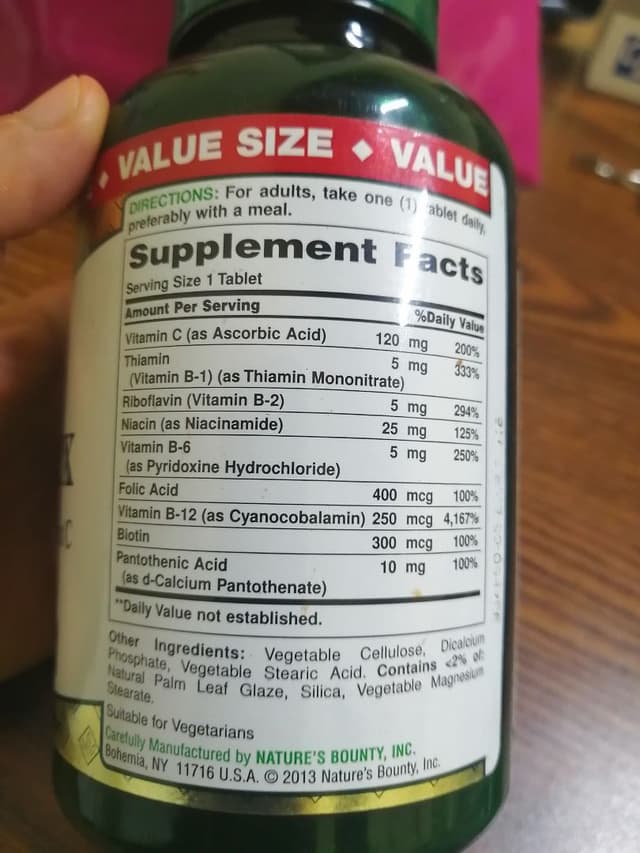 VALUE SIZE ◆ VALUE
DIRECTIONS: For adults, take one (1) tablet daily,
preferably with a meal.
Supplement Facts
Serving Size 1 Tablet
Amount Per Serving %Daily Value
Vitamin C (as Ascorbic Acid) 120 mg 200%
Thiamin 5 mg 333%
(Vitamin B-1) (as Thiamin Mononitrate)
Riboflavin (Vitamin B-2) 5 mg 294%
Niacin (as Niacinamide) 25 mg 125%
Vitamin B-6 5 mg 250%
(as Pyridoxine Hydrochloride)
Folic Acid 400 mcg 100%
Vitamin B-12 (as Cyanocobalamin) 250 mcg 4,167%
Biotin 300 mcg 100%
Pantothenic Acid 10 mg 100%
(as d-Calcium Pantothenate)
**Daily Value not established.
Other Ingredients: Vegetable Cellulose, Dicalcium
Phosphate, Vegetable Stearic Acid. Contains <2% of:
Natural Palm Leaf Glaze, Silica, Vegetable Magnesium
Stearate.
Suitable for Vegetarians
Carefully Manufactured by NATURE'S BOUNTY, INC.
Bohemia, NY 11716 U.S.A. © 2013 Nature's Bounty, Inc.